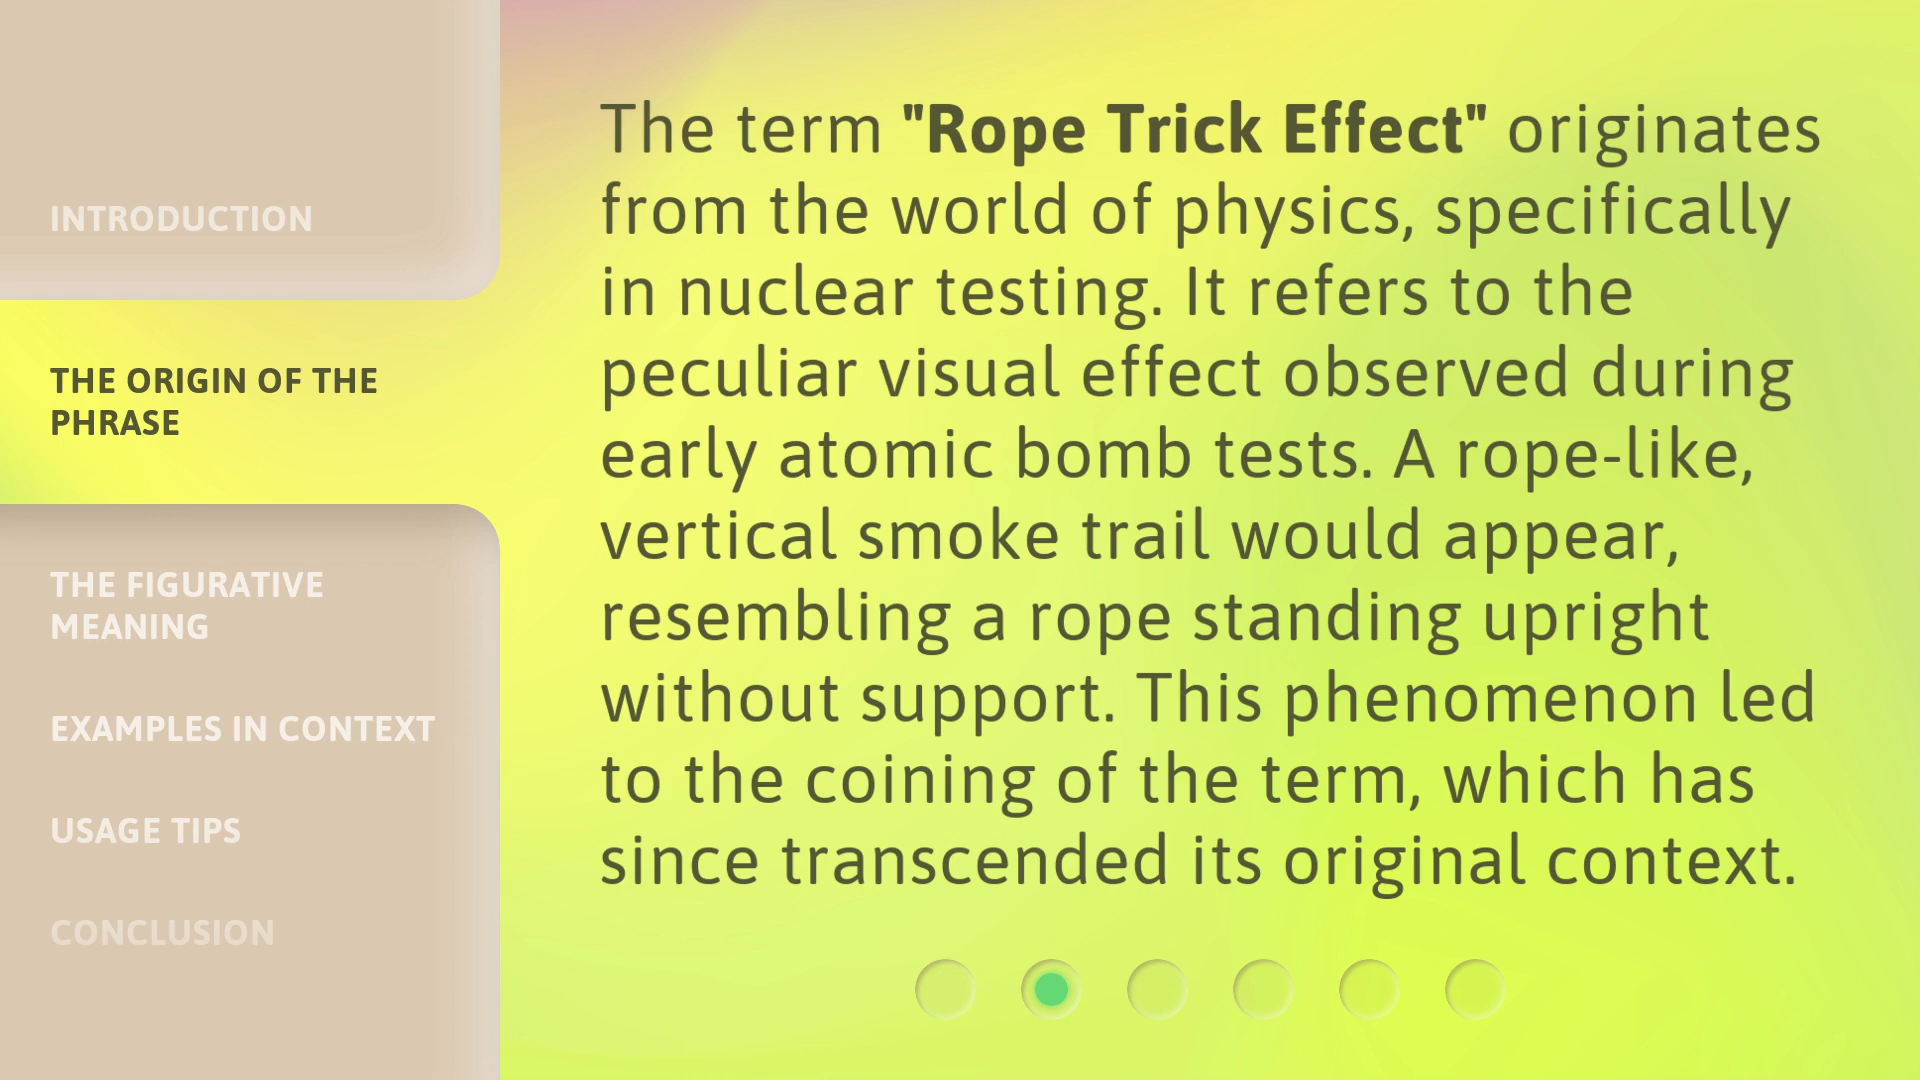 INTRODUCTION
THE ORIGIN OF THE
PHRASE
THE FIGURATIVE
MEANING
EXAMPLES IN CONTEXT
USAGE TIPS
CONCLUSION
The term "Rope Trick Effect" originates
from the world of physics, specifically
in nuclear testing. It refers to the
peculiar visual effect observed during
early atomic bomb tests. A rope-like,
vertical smoke trail would appear,
resembling a rope standing upright
without support. This phenomenon led
to the coining of the term, which has
since transcended its original context.